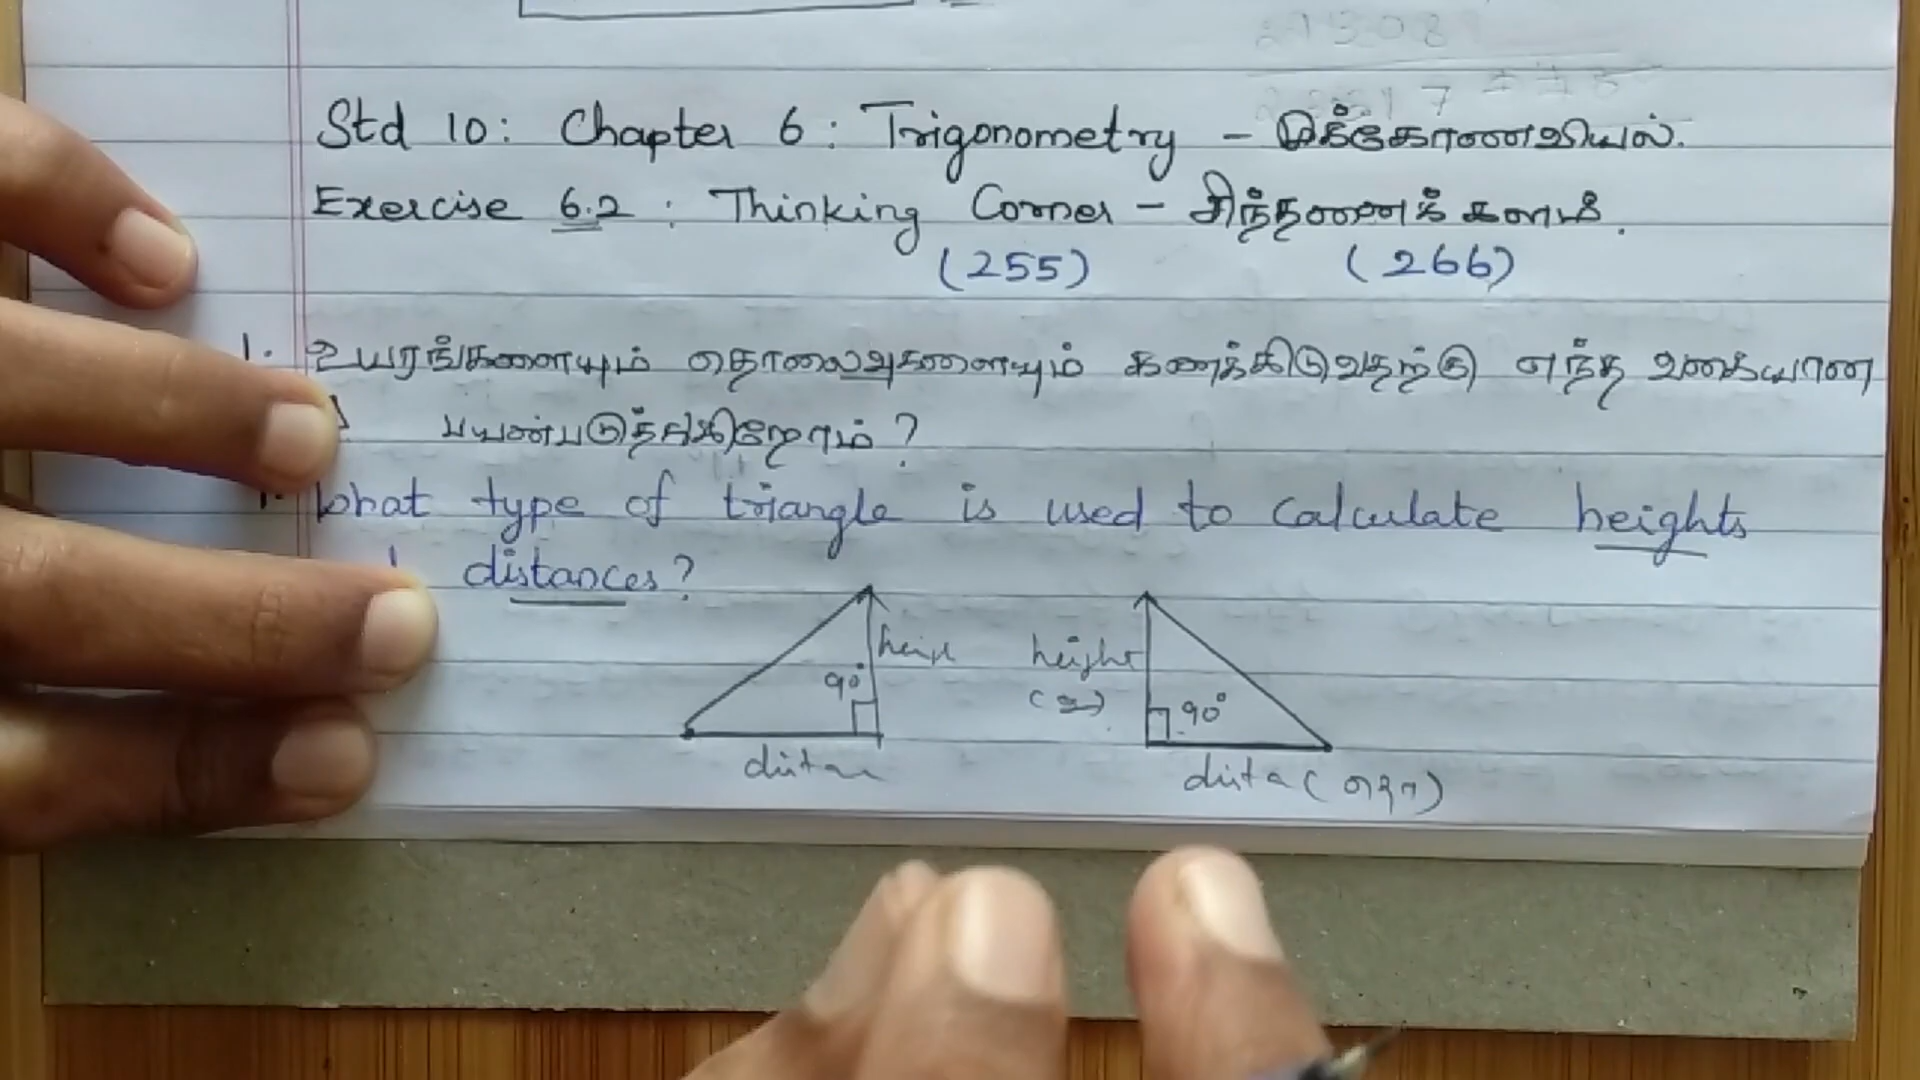 Std 10: Chapter 6: Trigonometry - முக்கோணவியல்.
Exercise 6.2: Thinking Corner - சிந்தனைக் களம்.
(255) (266)
1. உயரங்களையும் தொலைவுகளையும் கணக்கிடுவதற்கு எந்த வகையான
பயன்படுத்துகிறோம்?
What type of triangle is used to calculate heights
distances?
height
90°
height
90°